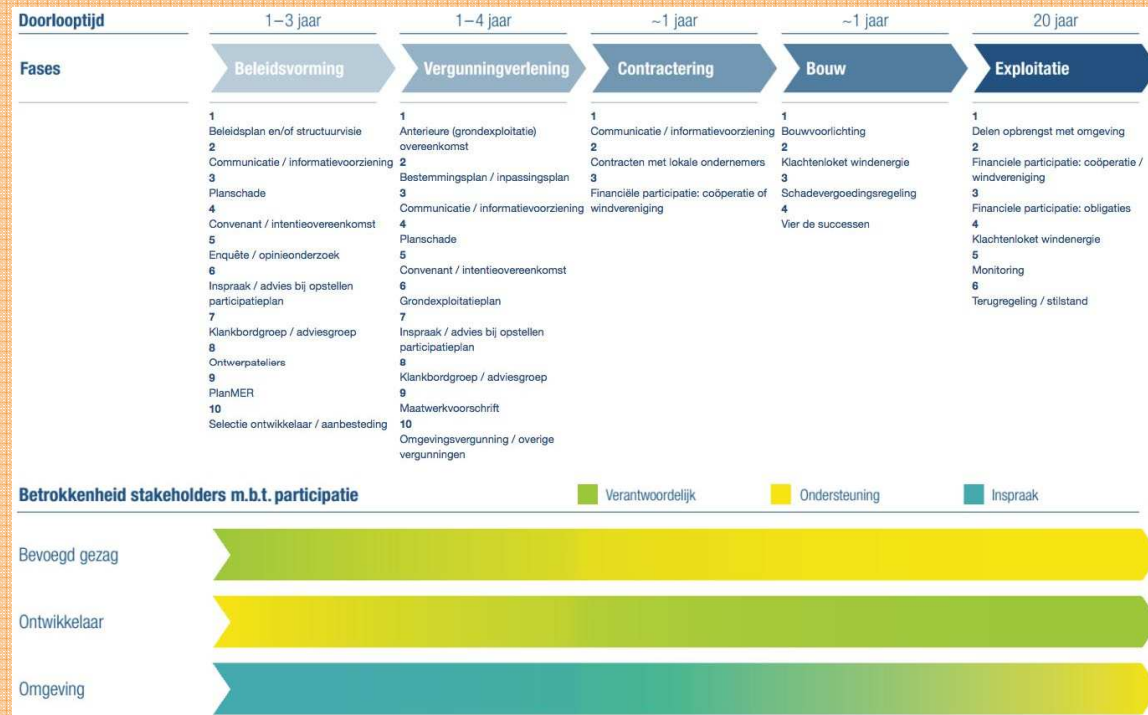 Doorlooptijd
1–3 jaar
1–4 jaar
~1 jaar
~1 jaar
20 jaar
Fases
Beleidsvorming
Vergunningverlening
Contractering
Bouw
Exploitatie
1
Beleidsplan en/of structuurvisie
2
Communicatie / informatievoorziening
3
Planschade
4
Convenant / intentieovereenkomst
5
Enquête / opinieonderzoek
6
Inspraak / advies bij opstellen
participatieplan
7
Klankbordgroep / adviesgroep
8
Ontwerpateliers
9
PlanMER
10
Selectie ontwikkelaar / aanbesteding
1
Anterieure (grondexploitatie)
overeenkomst
2
Bestemmingsplan / inpassingsplan
3
Communicatie / informatievoorziening
4
Planschade
5
Convenant / intentieovereenkomst
6
Grondexploitatieplan
7
Inspraak / advies bij opstellen
participatieplan
8
Klankbordgroep / adviesgroep
9
Maatwerkvoorschrift
10
Omgevingsvergunning / overige
vergunningen
1
Communicatie / informatievoorziening
2
Contracten met lokale ondernemers
3
Financiële participatie: coöperatie of
windvereniging
1
Bouwvoorlichting
2
Klachtenloket windenergie
3
Schadevergoedingsregeling
4
Vier de successen
1
Delen opbrengst met omgeving
2
Financiele participatie: coöperatie /
windvereniging
3
Financiele participatie: obligaties
4
Klachtenloket windenergie
5
Monitoring
6
Terugregeling / stilstand
Betrokkenheid stakeholders m.b.t. participatie
Verantwoordelijk
Ondersteuning
Inspraak
Bevoegd gezag
Ontwikkelaar
Omgeving